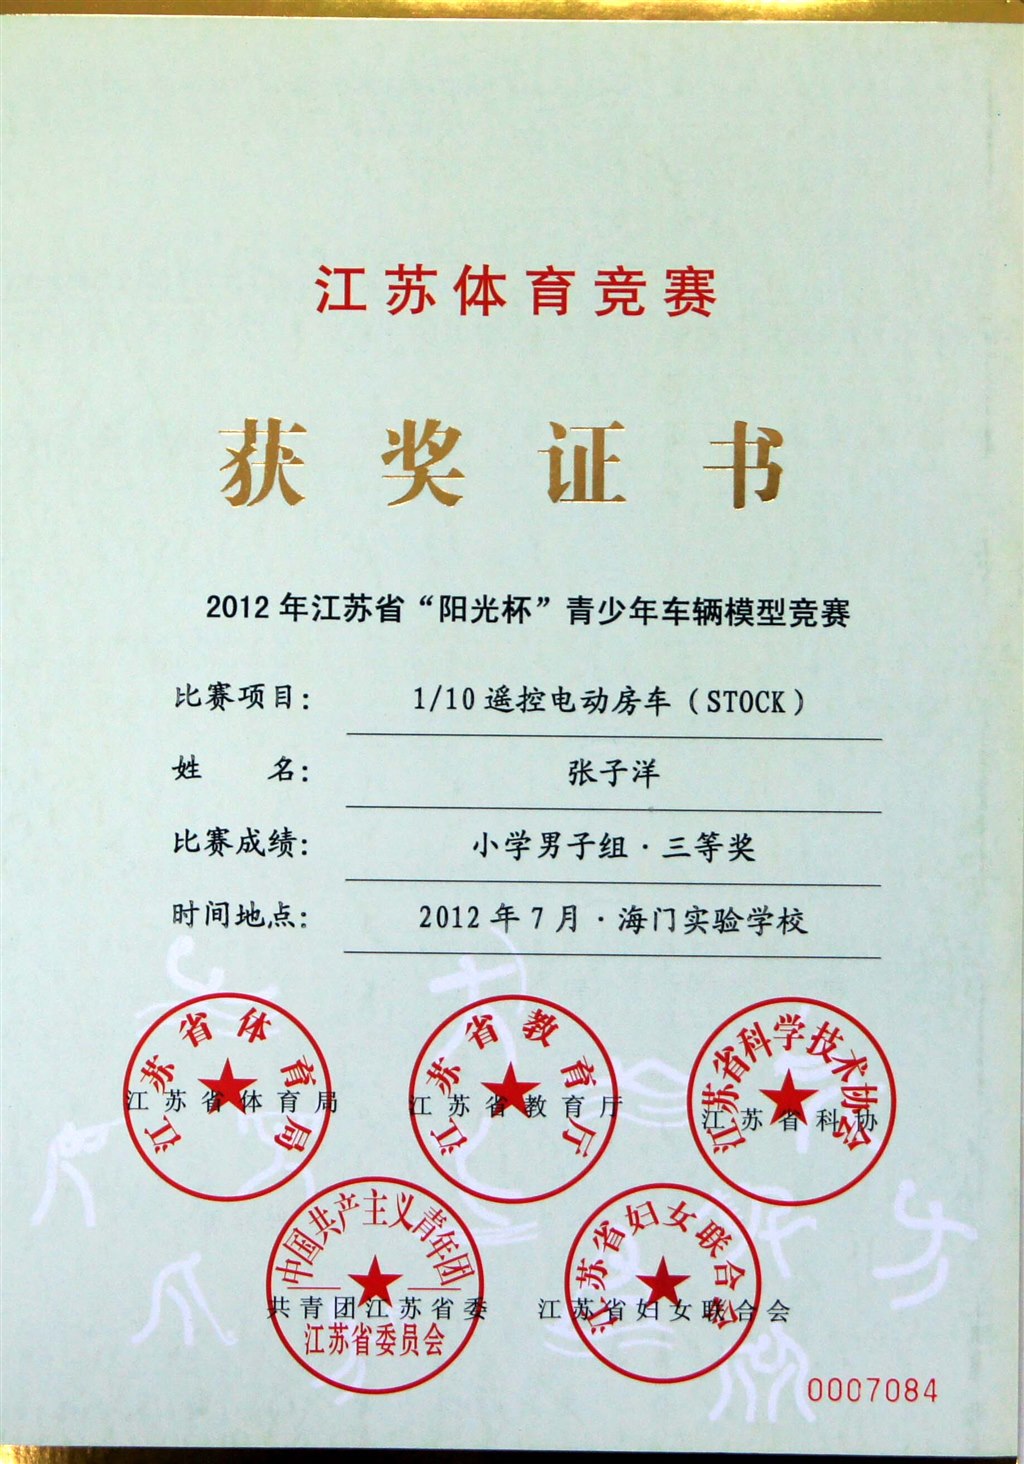 江苏体育竞赛
获奖证书
2012年江苏省“阳光杯”青少年车辆模型竞赛
比赛项目： 1/10遥控电动房车（STOCK）
姓 名： 张子洋
比赛成绩： 小学男子组·三等奖
时间地点： 2012年7月·海门实验学校
江苏省体育局 江苏省教育厅 江苏省科学技术协会
江苏省体育局 江苏省教育厅 江苏省科协
中国共产主义青年团 江苏省妇女联合会
共青团江苏省委 江苏省妇女联合会
江苏省委员会
0007084